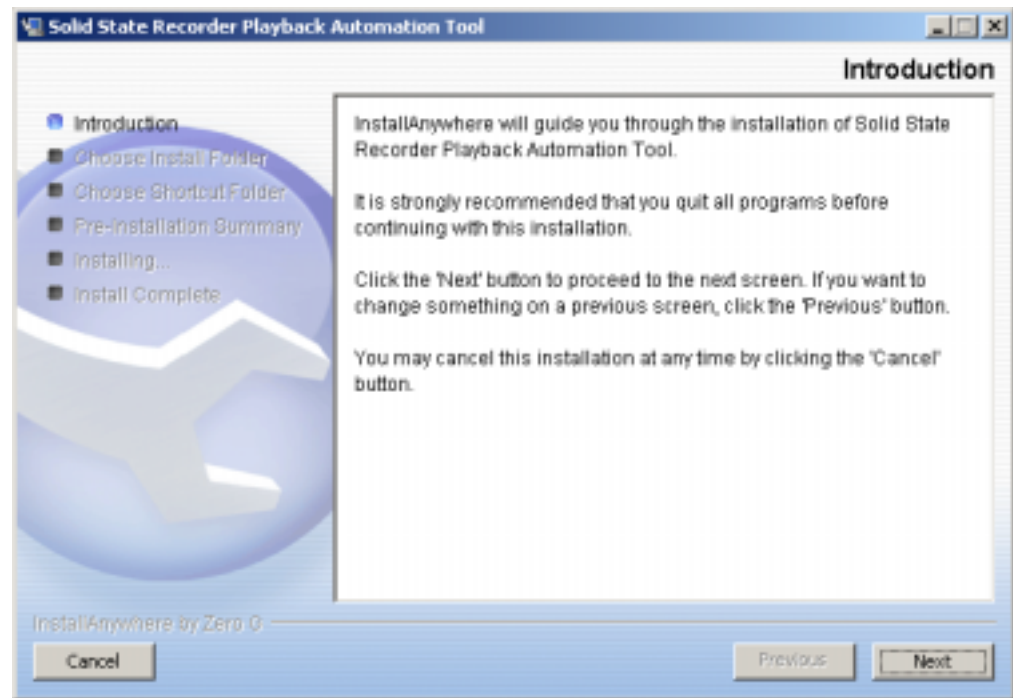 Solid State Recorder Playback Automation Tool
Introduction
Introduction
Choose Install Folder
Choose Shortcut Folder
Pre-Installation Summary
Installing...
Install Complete
InstallAnywhere will guide you through the installation of Solid State
Recorder Playback Automation Tool.
It is strongly recommended that you quit all programs before
continuing with this installation.
Click the 'Next' button to proceed to the next screen. If you want to
change something on a previous screen, click the 'Previous' button.
You may cancel this installation at any time by clicking the 'Cancel'
button.
InstallAnywhere by Zero G
Cancel
Previous
Next